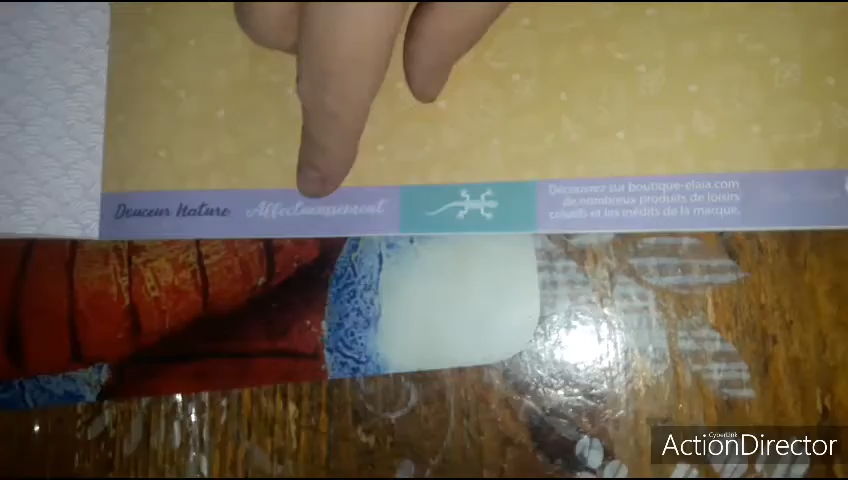 Douceur Nature
Affectueusement
Découvrez sur boutique-elaia.com
de nombreux produits de loisirs
créatifs et les inédits de la marque.
CyberLink
ActionDirector